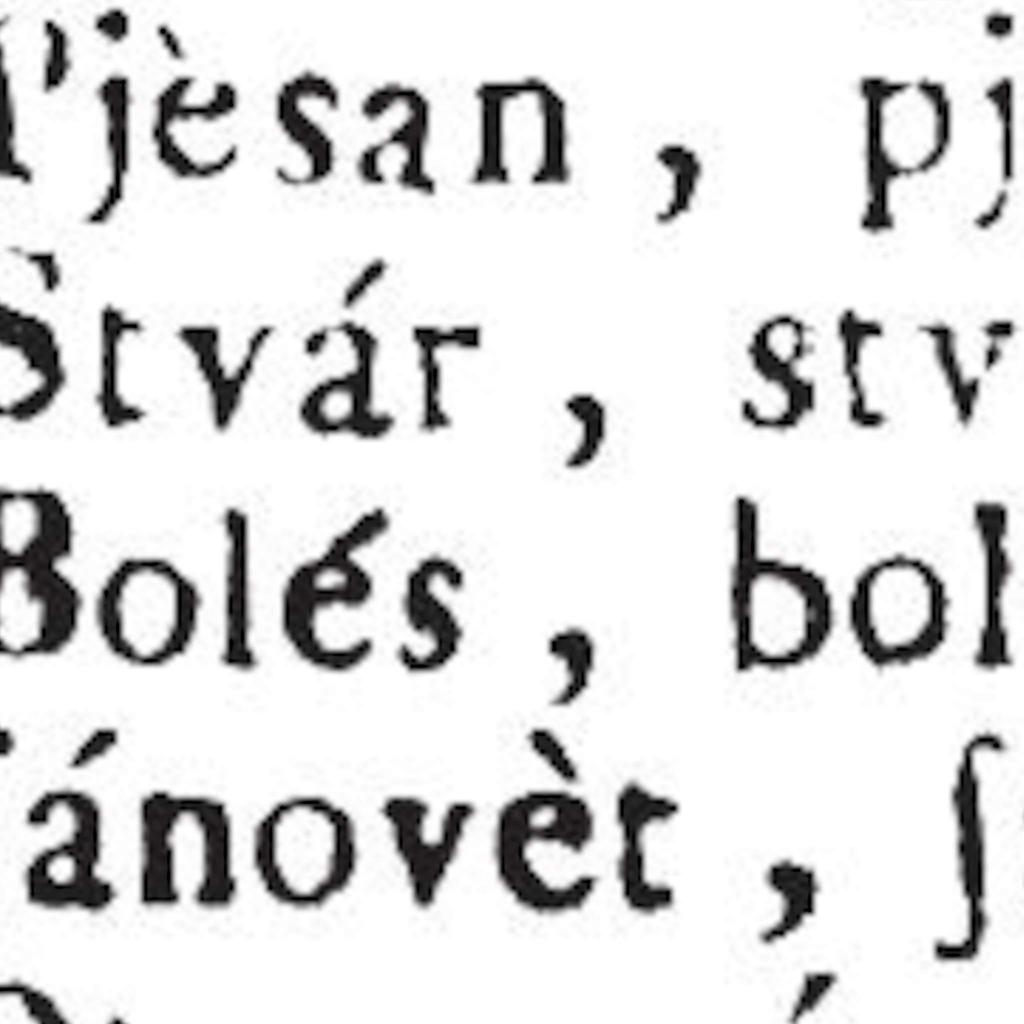 jèsan, pj
Stvár, stv
Bolés, bol
ánovèt, ſ